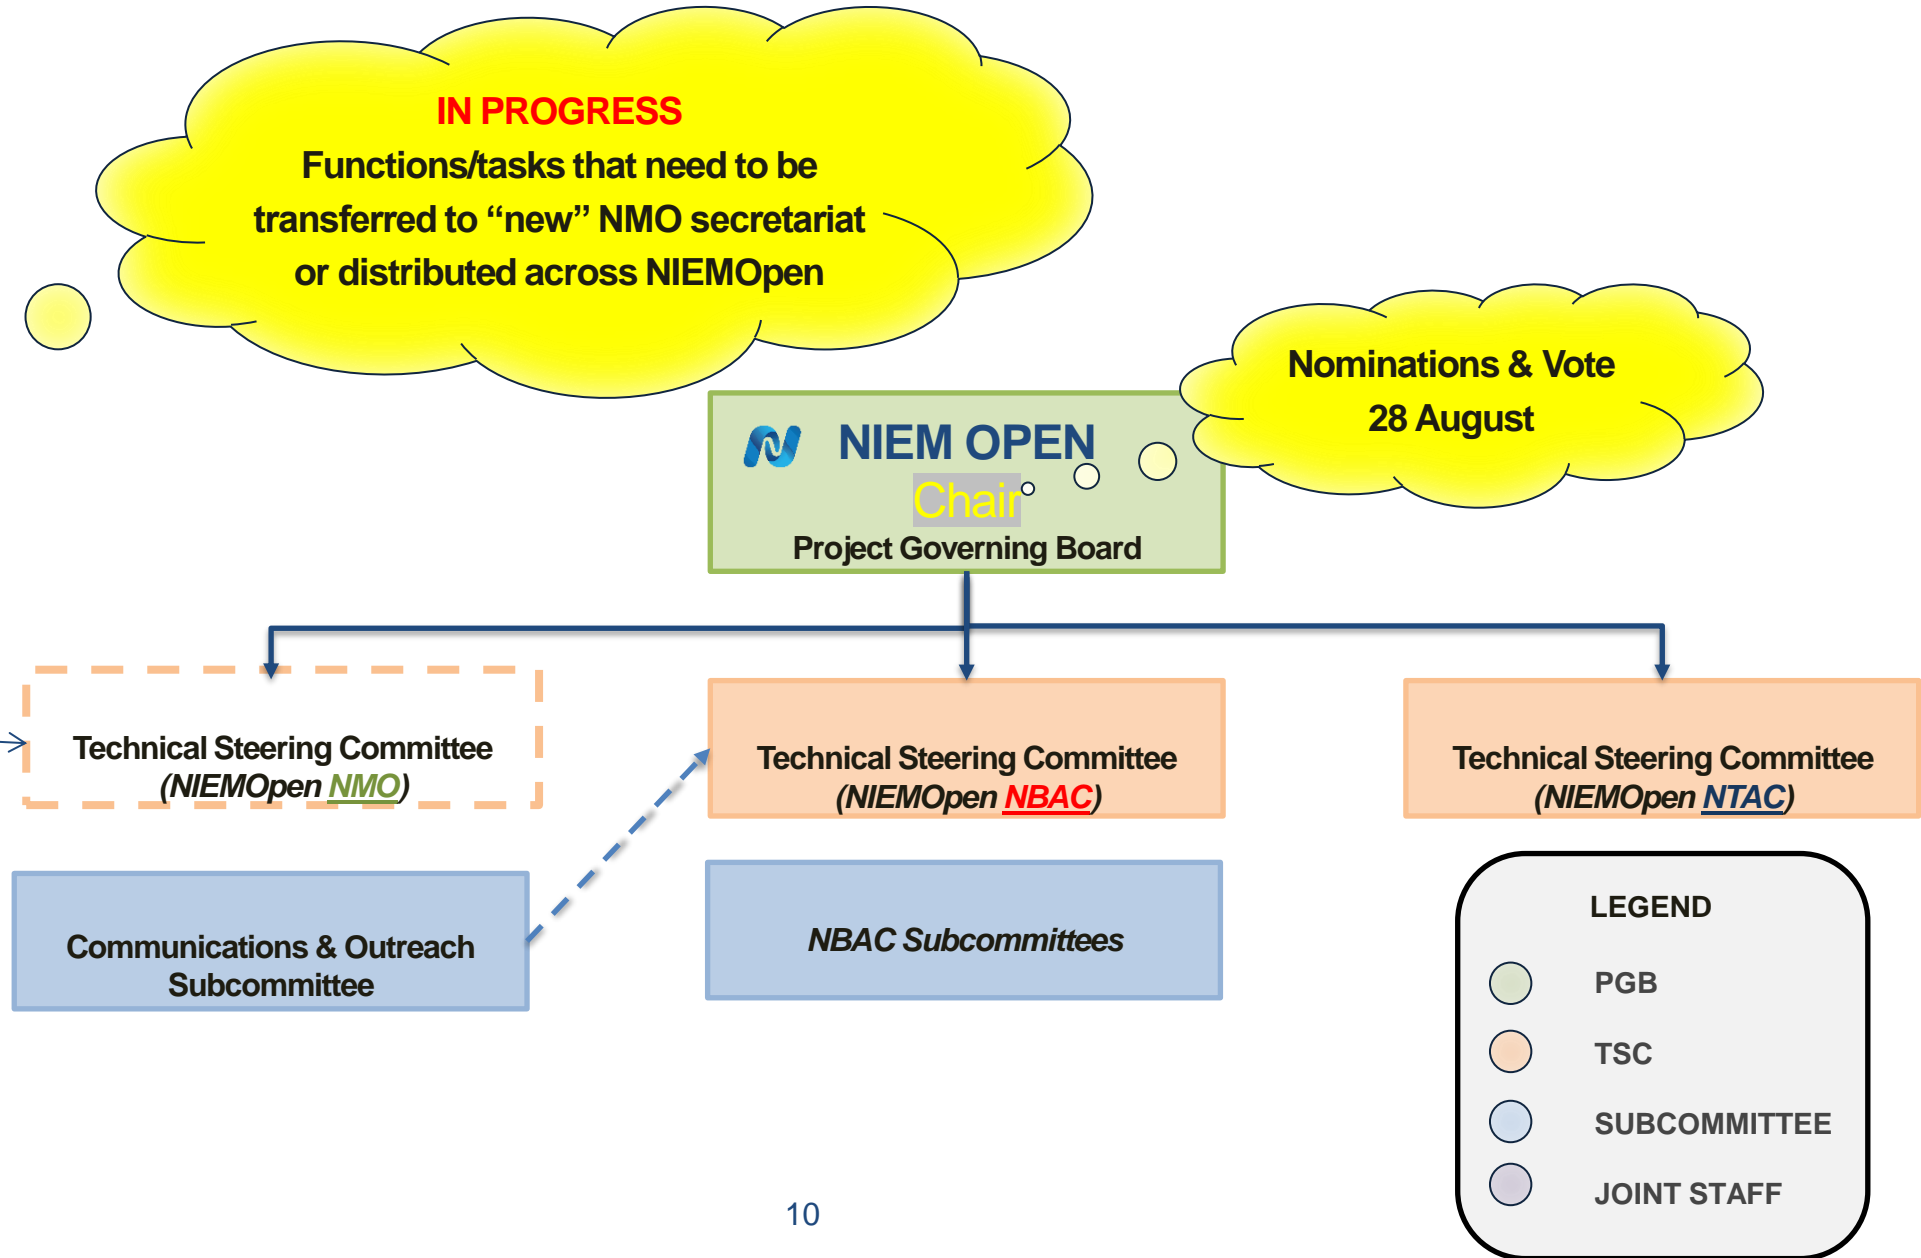 IN PROGRESS
Functions/tasks that need to be
transferred to “new” NMO secretariat
or distributed across NIEMOpen
Nominations & Vote
28 August
NIEM OPEN
Chair
Project Governing Board
Technical Steering Committee
(NIEMOpen NMO)
Technical Steering Committee
(NIEMOpen NBAC)
Technical Steering Committee
(NIEMOpen NTAC)
Communications & Outreach
Subcommittee
NBAC Subcommittees
LEGEND
PGB
TSC
SUBCOMMITTEE
JOINT STAFF
10